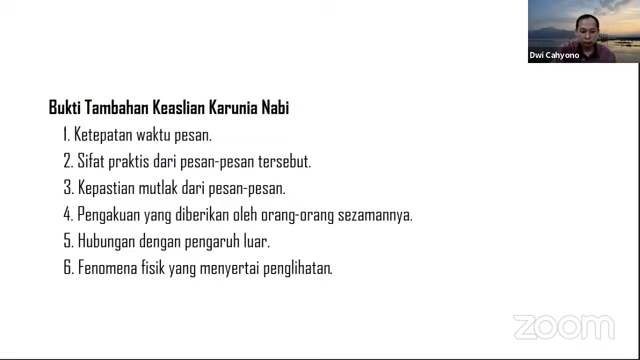 Dwi Cahyono
Bukti Tambahan Keaslian Karunia Nabi
1. Ketepatan waktu pesan.
2. Sifat praktis dari pesan-pesan tersebut.
3. Kepastian mutlak dari pesan-pesan.
4. Pengakuan yang diberikan oleh orang-orang sezamannya.
5. Hubungan dengan pengaruh luar.
6. Fenomena fisik yang menyertai penglihatan.
zoom